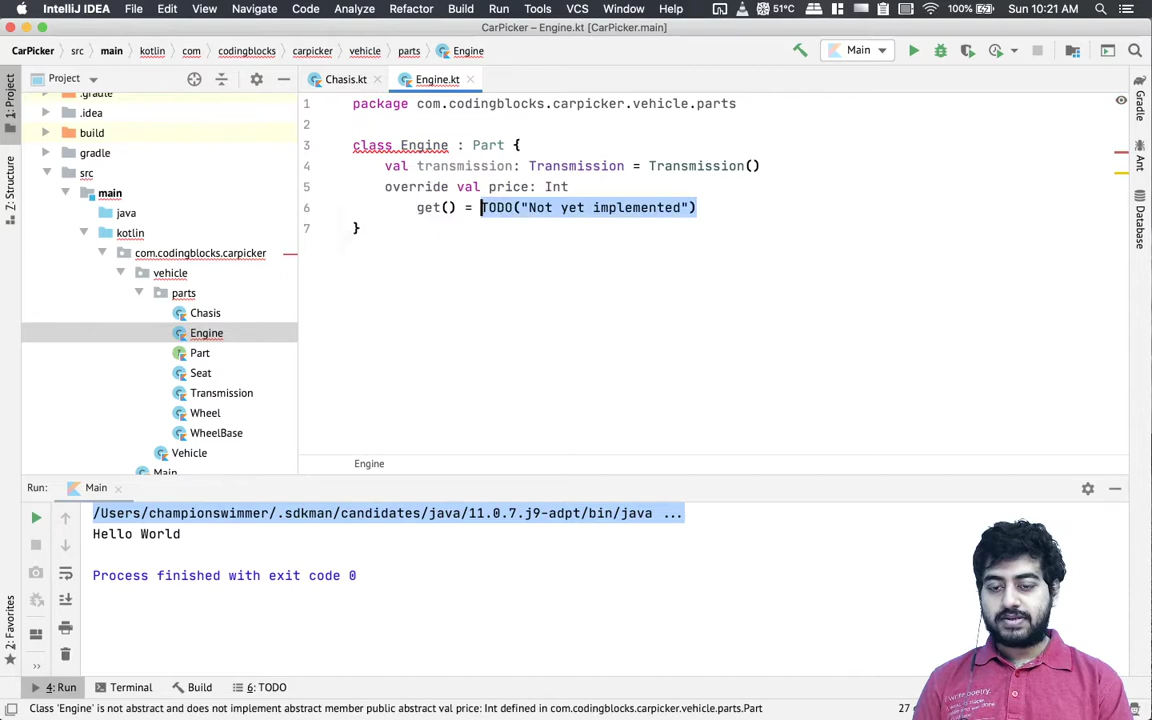 IntelliJ IDEA File Edit View Navigate Code Analyze Refactor Build Run Tools VCS Window Help 51°C 100% Sun 10:21 AM
CarPicker – Engine.kt [CarPicker.main]
CarPicker src main kotlin com codingblocks carpicker vehicle parts Engine Main
1: Project
Project
Chasis.kt
Engine.kt
Gradle
.gradle
.idea
build
gradle
src
main
java
kotlin
com.codingblocks.carpicker
vehicle
parts
Chasis
Engine
Part
Seat
Transmission
Wheel
WheelBase
Vehicle
Main
1 package com.codingblocks.carpicker.vehicle.parts
2
3 class Engine : Part {
4 val transmission: Transmission = Transmission()
5 override val price: Int
6 get() = TODO("Not yet implemented")
7 }
Ant
Database
7: Structure
Engine
Run: Main
/Users/championswimmer/.sdkman/candidates/java/11.0.7.j9-adpt/bin/java ...
Hello World
Process finished with exit code 0
2: Favorites
4: Run Terminal Build 6: TODO
Class 'Engine' is not abstract and does not implement abstract member public abstract val price: Int defined in com.codingblocks.carpicker.vehicle.parts.Part
27